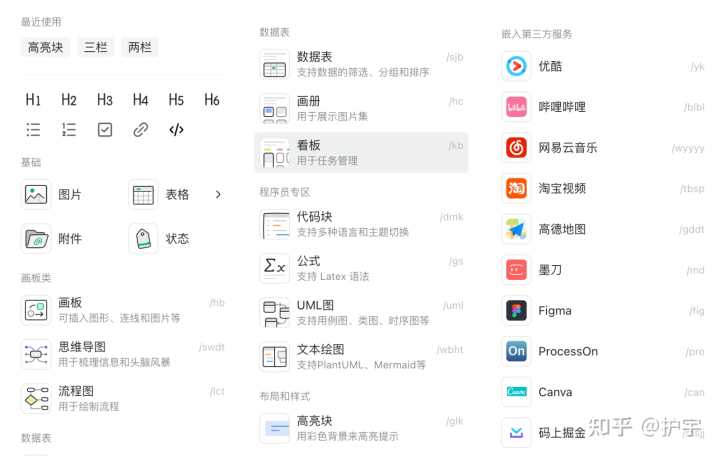 最近使用
高亮块 三栏 两栏
H1 H2 H3 H4 H5 H6
基础
图片 表格
附件 状态
画板类
画板 /hb
可插入图形、连线和图片等
思维导图 /swdt
用于梳理信息和头脑风暴
流程图 /lct
用于绘制流程
数据表
数据表
数据表 /sjb
支持数据的筛选、分组和排序
画册 /hc
用于展示图片集
看板 /kb
用于任务管理
程序员专区
代码块 /dmk
支持多种语言和主题切换
公式 /gs
支持 Latex 语法
UML图 /uml
支持用例图、类图、时序图等
文本绘图 /wbht
支持PlantUML、Mermaid等
布局和样式
高亮块 /glk
用彩色背景来高亮提示
嵌入第三方服务
优酷 /yk
哔哩哔哩 /blbl
网易云音乐 /wyyyy
淘宝视频 /tbsp
高德地图 /gddt
墨刀 /md
Figma /fig
ProcessOn /pro
Canva /can
码上掘金
知乎 @护宇